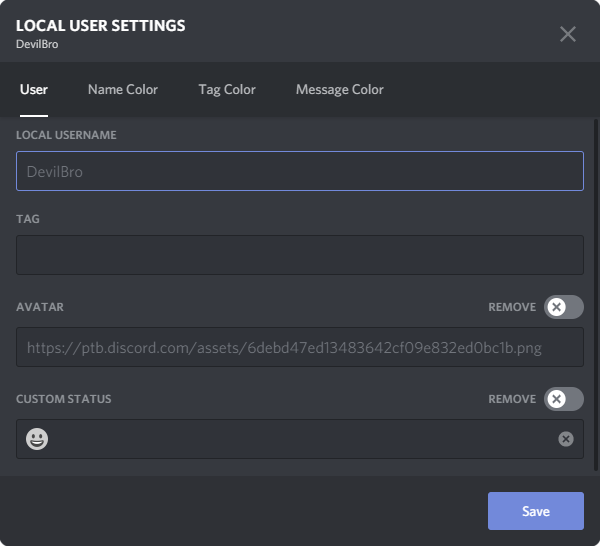 LOCAL USER SETTINGS
DevilBro
User Name Color Tag Color Message Color
LOCAL USERNAME
DevilBro
TAG
AVATAR REMOVE
https://ptb.discord.com/assets/6debd47ed13483642cf09e832ed0bc1b.png
CUSTOM STATUS REMOVE
Save